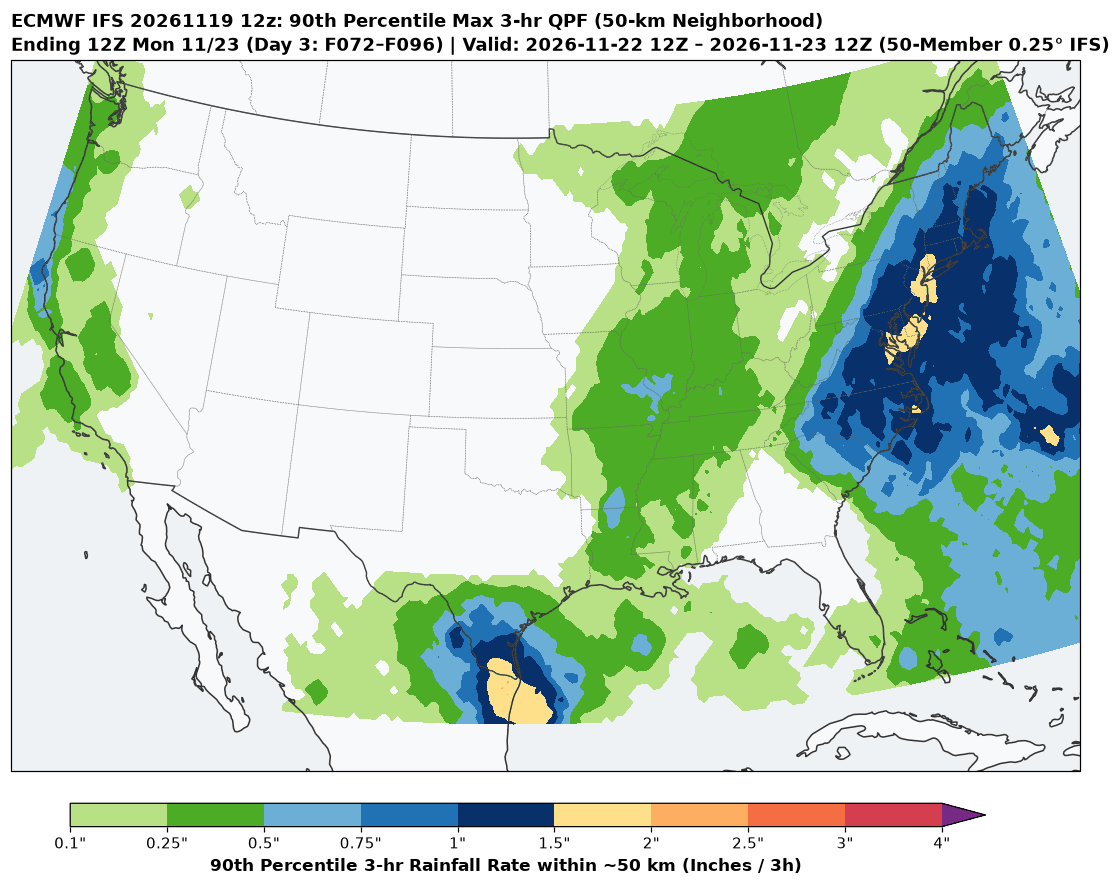 ECMWF IFS 20261119 12z: 90th Percentile Max 3-hr QPF (50-km Neighborhood)
Ending 12Z Mon 11/23 (Day 3: F072–F096) | Valid: 2026-11-22 12Z – 2026-11-23 12Z (50-Member 0.25° IFS)
0.1" 0.25" 0.5" 0.75" 1" 1.5" 2" 2.5" 3" 4"
90th Percentile 3-hr Rainfall Rate within ~50 km (Inches / 3h)